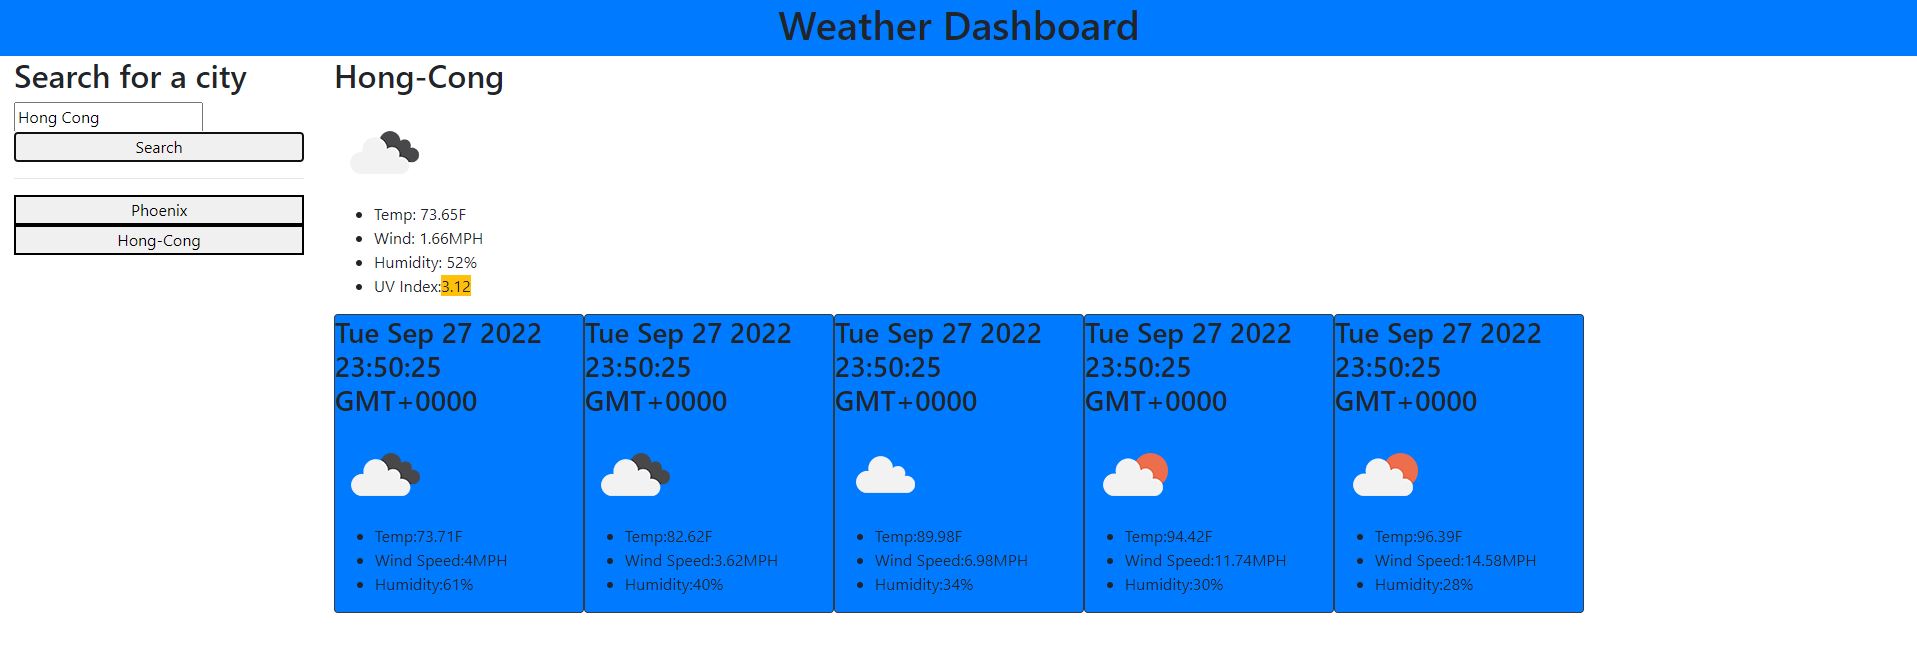 Weather Dashboard
Search for a city
Hong Cong
Search
Phoenix
Hong-Cong
Hong-Cong
Temp: 73.65F
Wind: 1.66MPH
Humidity: 52%
UV Index:3.12
Tue Sep 27 2022
23:50:25
GMT+0000
Temp:73.71F
Wind Speed:4MPH
Humidity:61%
Tue Sep 27 2022
23:50:25
GMT+0000
Temp:82.62F
Wind Speed:3.62MPH
Humidity:40%
Tue Sep 27 2022
23:50:25
GMT+0000
Temp:89.98F
Wind Speed:6.98MPH
Humidity:34%
Tue Sep 27 2022
23:50:25
GMT+0000
Temp:94.42F
Wind Speed:11.74MPH
Humidity:30%
Tue Sep 27 2022
23:50:25
GMT+0000
Temp:96.39F
Wind Speed:14.58MPH
Humidity:28%